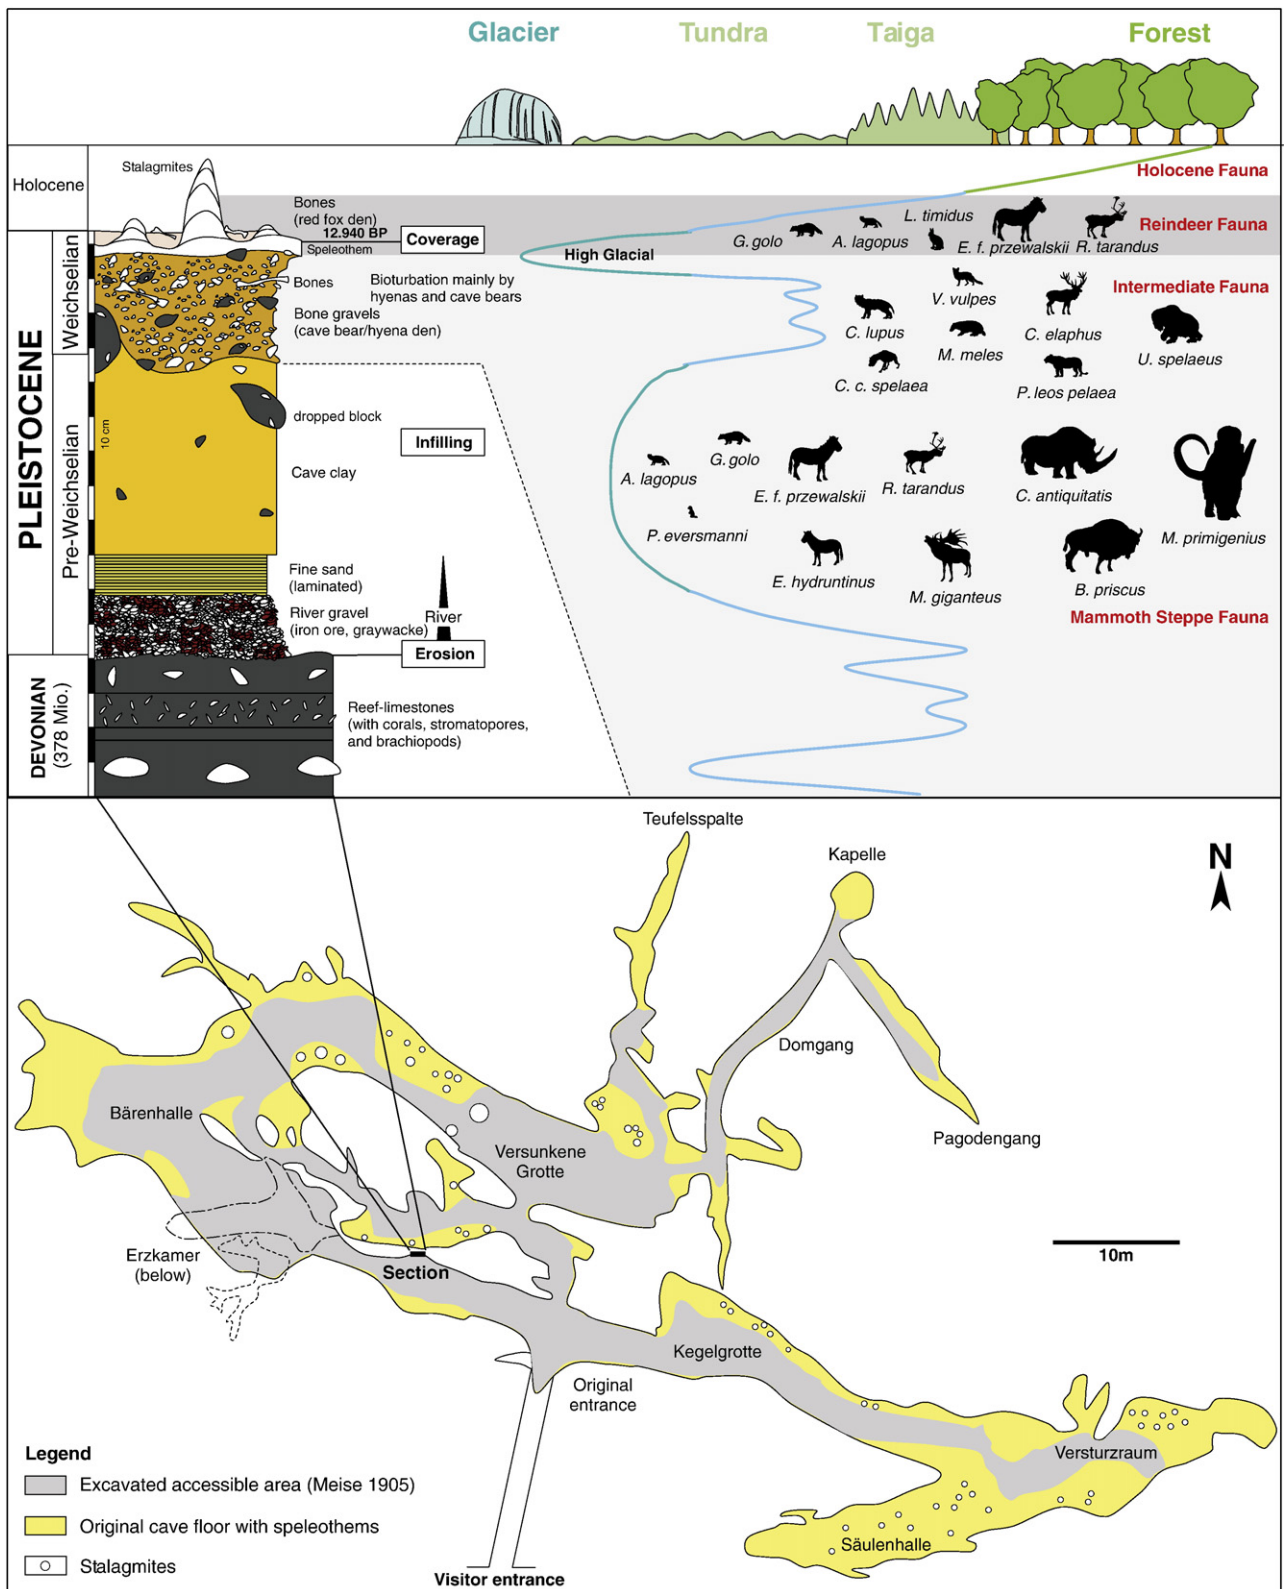 Glacier
Tundra
Taiga
Forest
Holocene
Stalagmites
Bones
(red fox den)
12.940 BP
Speleothem
Coverage
Holocene Fauna
Reindeer Fauna
G. golo
A. lagopus
L. timidus
E. f. przewalskii
R. tarandus
High Glacial
PLEISTOCENE
Weichselian
Bones
Bioturbation mainly by
hyenas and cave bears
Bone gravels
(cave bear/hyena den)
Intermediate Fauna
V. vulpes
C. lupus
M. meles
C. elaphus
U. spelaeus
C. c. spelaea
P. leos pelaea
Pre-Weichselian
10 cm
dropped block
Infilling
Cave clay
A. lagopus
G. golo
E. f. przewalskii
R. tarandus
C. antiquitatis
M. primigenius
P. eversmanni
E. hydruntinus
M. giganteus
B. priscus
Mammoth Steppe Fauna
Fine sand
(laminated)
River gravel
(iron ore, graywacke)
River
Erosion
DEVONIAN
(378 Mio.)
Reef-limestones
(with corals, stromatopores,
and brachiopods)
Teufelsspalte
Kapelle
N
Domgang
Pagodengang
Bärenhalle
Versunkene
Grotte
Erzkamer
(below)
Section
10m
Kegelgrotte
Original
entrance
Versturzraum
Säulenhalle
Legend
Excavated accessible area (Meise 1905)
Original cave floor with speleothems
Stalagmites
Visitor entrance